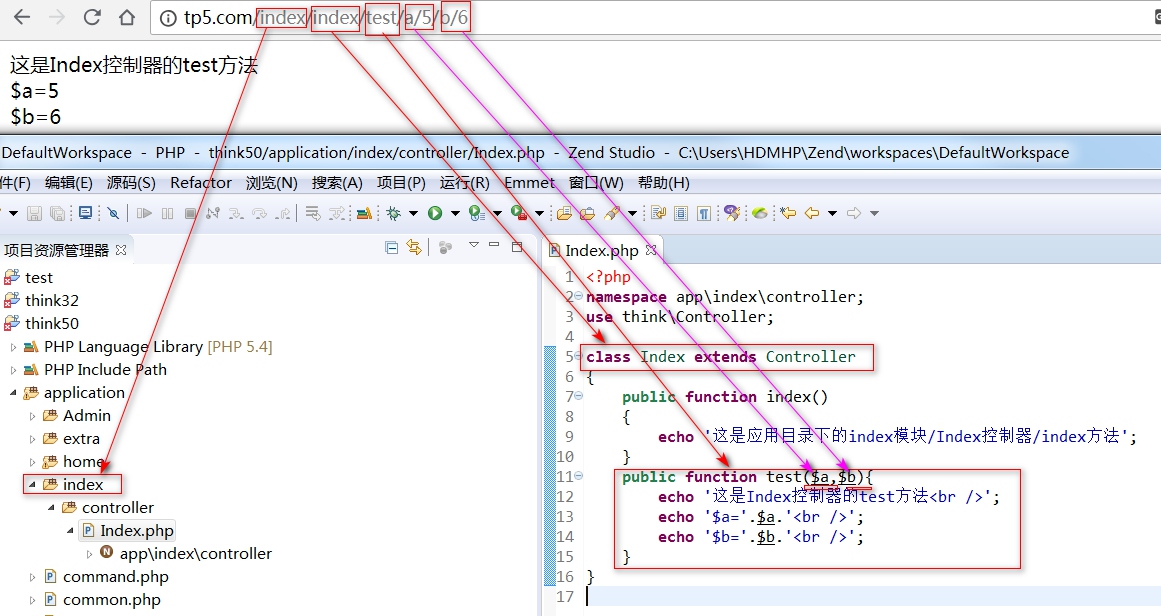 tp5.com/index/index/test/a/5/b/6
这是Index控制器的test方法
$a=5
$b=6
DefaultWorkspace - PHP - think50/application/index/controller/Index.php - Zend Studio - C:\Users\HDMHP\Zend\workspaces\DefaultWorkspace
件(F) 编辑(E) 源码(S) Refactor 浏览(N) 搜索(A) 项目(P) 运行(R) Emmet 窗口(W) 帮助(H)
项目资源管理器
test
think32
think50
PHP Language Library [PHP 5.4]
PHP Include Path
application
Admin
extra
home
index
controller
Index.php
app\index\controller
command.php
common.php
Index.php
1 <?php
2 namespace app\index\controller;
3 use think\Controller;
4
5 class Index extends Controller
6 {
7 public function index()
8 {
9 echo '这是应用目录下的index模块/Index控制器/index方法';
10 }
11 public function test($a,$b){
12 echo '这是Index控制器的test方法<br />';
13 echo '$a='.$a.'<br />';
14 echo '$b='.$b.'<br />';
15 }
16 }
17